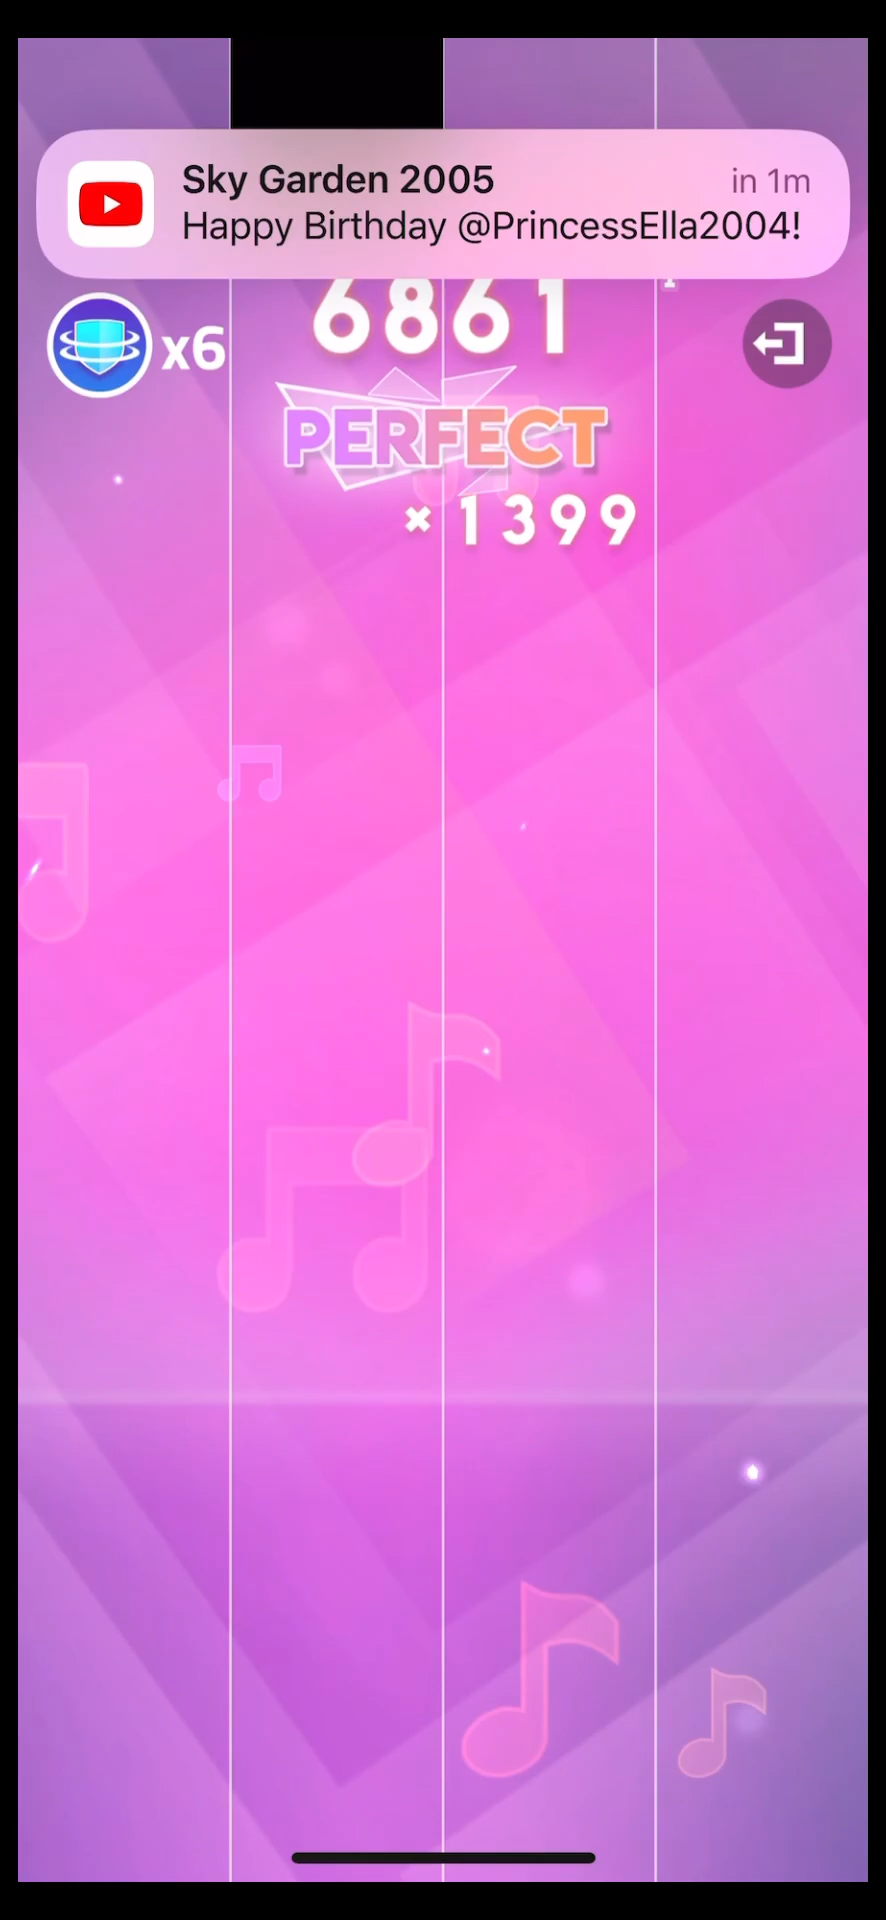 Sky Garden 2005
in 1m
Happy Birthday @PrincessElla2004!
6861
x6
PERFECT
×1399